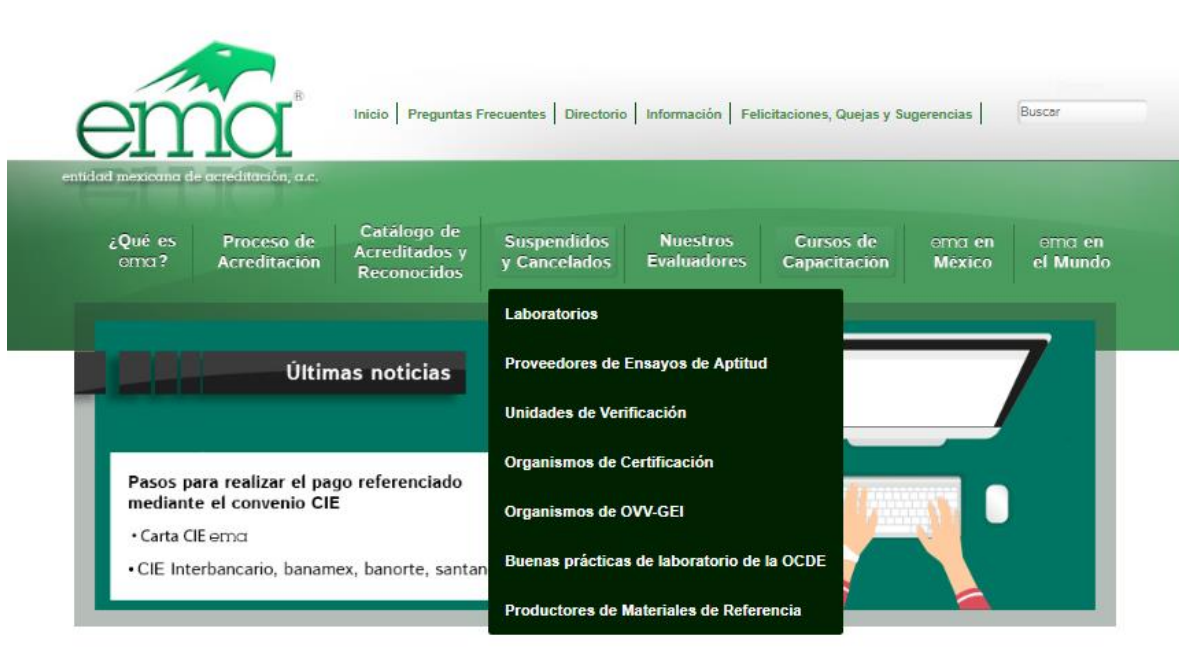 ema®
entidad mexicana de acreditación, a.c.
Inicio | Preguntas Frecuentes | Directorio | Información | Felicitaciones, Quejas y Sugerencias |
Buscar
¿Qué es
ema?
Proceso de
Acreditación
Catálogo de
Acreditados y
Reconocidos
Suspendidos
y Cancelados
Nuestros
Evaluadores
Cursos de
Capacitación
ema en
México
ema en
el Mundo
Laboratorios
Proveedores de Ensayos de Aptitud
Unidades de Verificación
Organismos de Certificación
Organismos de OVV-GEI
Buenas prácticas de laboratorio de la OCDE
Productores de Materiales de Referencia
Últimas noticias
Pasos para realizar el pago referenciado
mediante el convenio CIE
• Carta CIE ema
• CIE Interbancario, banamex, banorte, santan